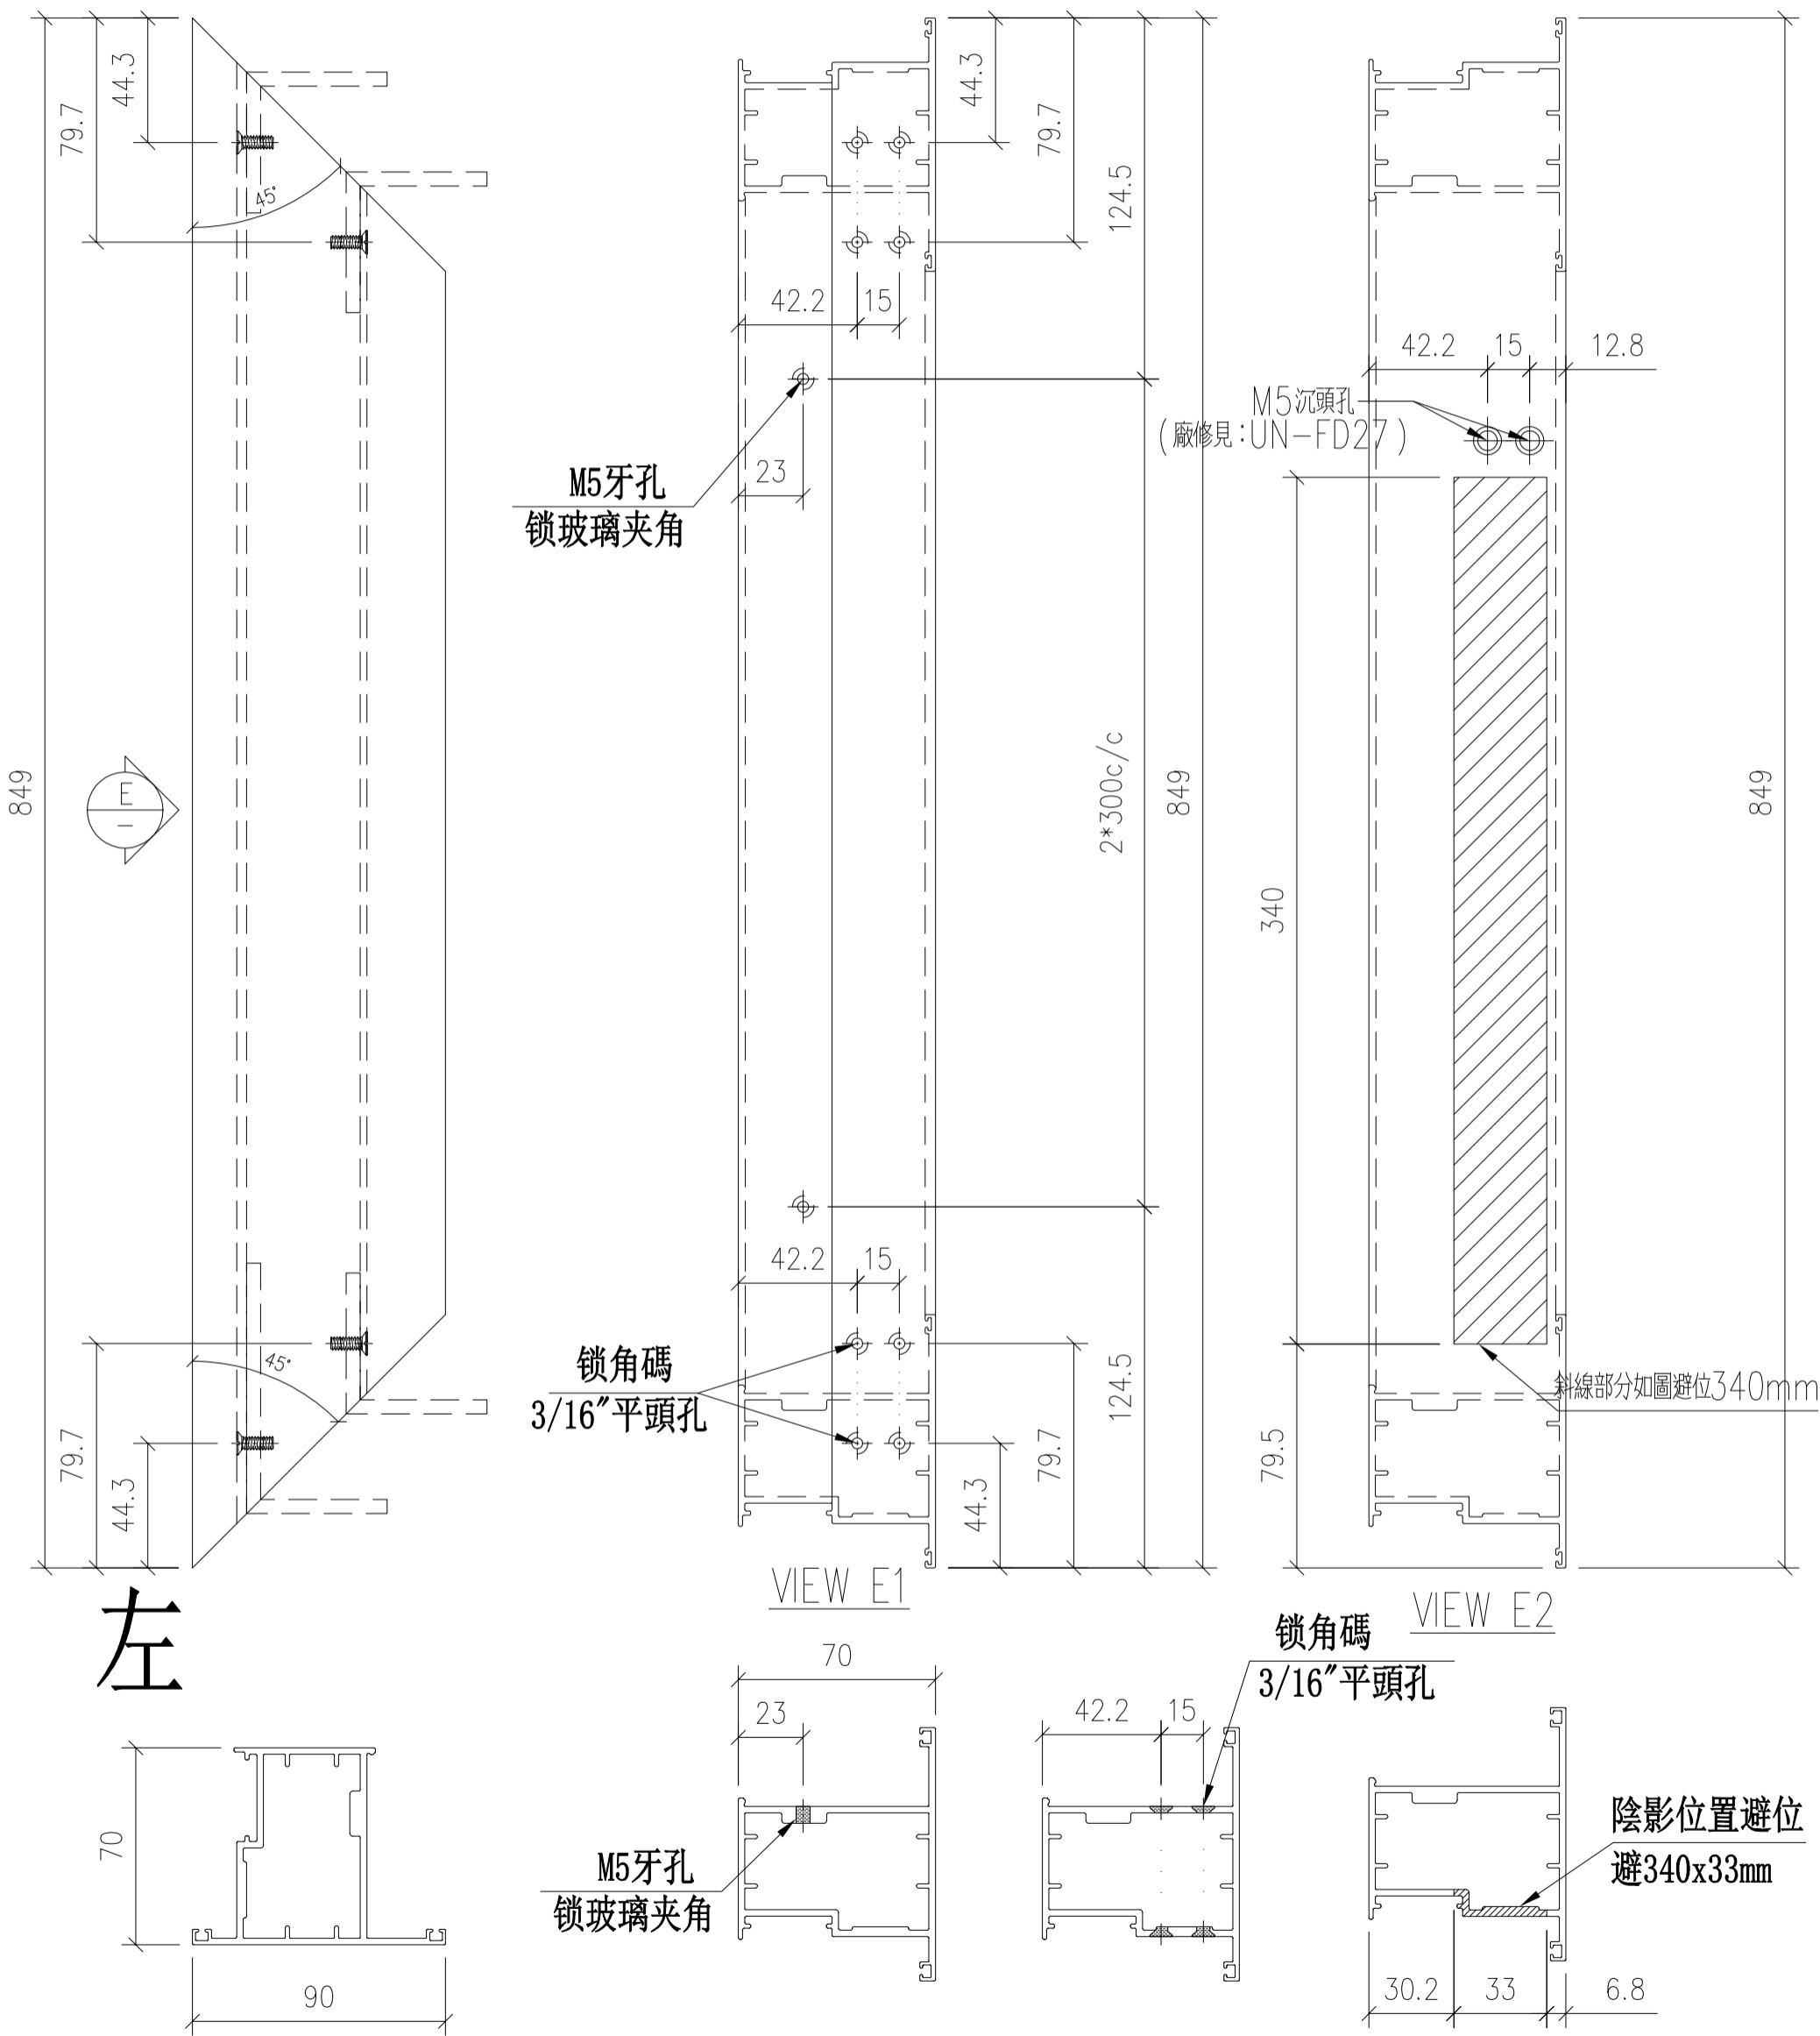 849
79.7
44.3
45°
E
-
45°
79.7
44.3
左
44.3
79.7
124.5
42.2
15
M5牙孔
锁玻璃夹角
23
2*300c/c
849
42.2
15
锁角碼
3/16"平頭孔
124.5
79.7
44.3
VIEW E1
42.2
15
12.8
M5沉頭孔
(廠修見:UN-FD27)
340
849
斜線部分如圖避位340mm
79.5
VIEW E2
70
90
70
23
M5牙孔
锁玻璃夹角
锁角碼
3/16"平頭孔
42.2
15
陰影位置避位
避340x33mm
30.2
33
6.8